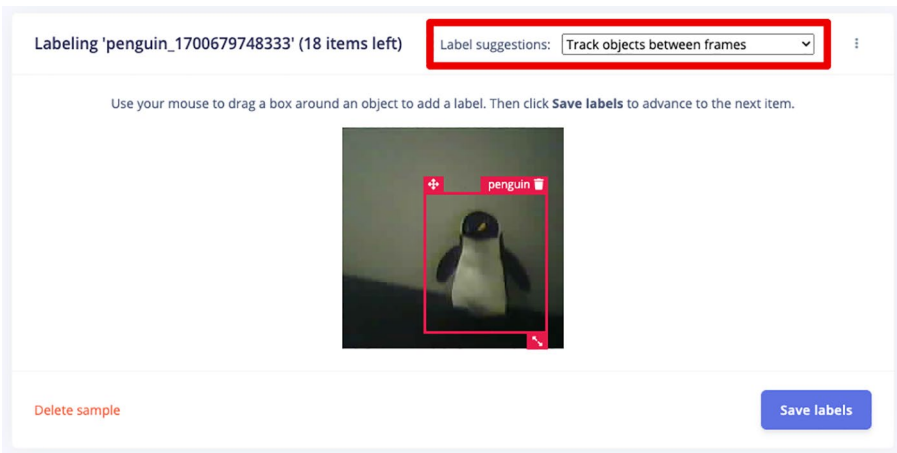 Labeling 'penguin_1700679748333' (18 items left)
Label suggestions: Track objects between frames
Use your mouse to drag a box around an object to add a label. Then click Save labels to advance to the next item.
penguin
Delete sample
Save labels